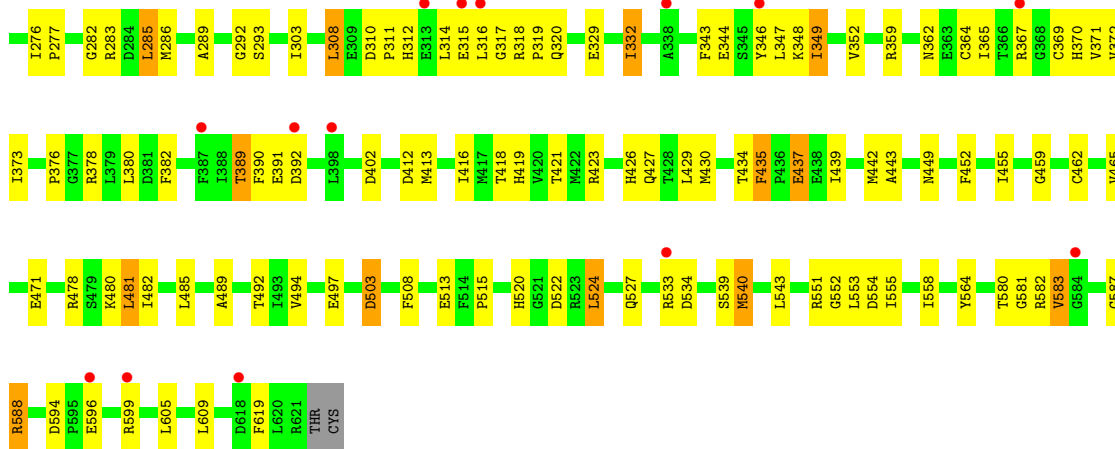 I276 P277 G282 R283 D284 L285 M286 A289 G292 S293 I303 L308 E309 D310 P311 H312 E313 L314 E315 L316 G317 R318 P319 Q320 E329 I332 A338 F343 E344 S345 Y346 L347 K348 I349 V352 R359 N362 E363 C364 I365 T366 R367 G368 C369 H370 V371
I373 P376 G377 R378 L379 L380 D381 F382 F387 I388 T389 F390 E391 D392 L398 D402 D412 M413 I416 M417 T418 H419 V420 T421 M422 R423 H426 Q427 T428 L429 M430 T434 F435 P436 E437 E438 I439 M442 A443 N449 F452 I455 G459 C462
E471 R478 S479 K480 L481 I482 L485 A489 T492 I493 V494 E497 D503 F508 E513 F514 P515 H520 G521 D522 R523 L524 Q527 R533 D534 S539 M540 L543 R551 G552 L553 D554 I555 I558 Y564 T580 G581 R582 V583 G584
R588 D594 P595 E596 R599 L605 L609 D618 F619 L620 R621 THR CYS